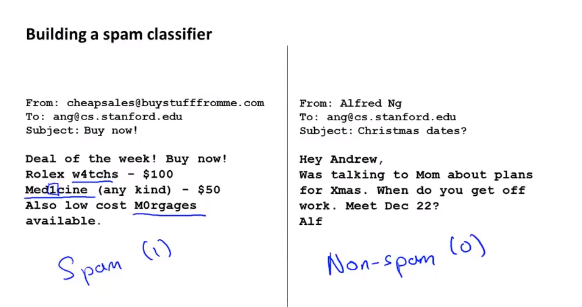 Building a spam classifier
From: cheapsales@buystufffromme.com
To: ang@cs.stanford.edu
Subject: Buy now!
Deal of the week! Buy now!
Rolex w4tchs - $100
Med1cine (any kind) - $50
Also low cost M0rgages
available.
Spam (1)
From: Alfred Ng
To: ang@cs.stanford.edu
Subject: Christmas dates?
Hey Andrew,
Was talking to Mom about plans
for Xmas. When do you get off
work. Meet Dec 22?
Alf
Non-spam (0)